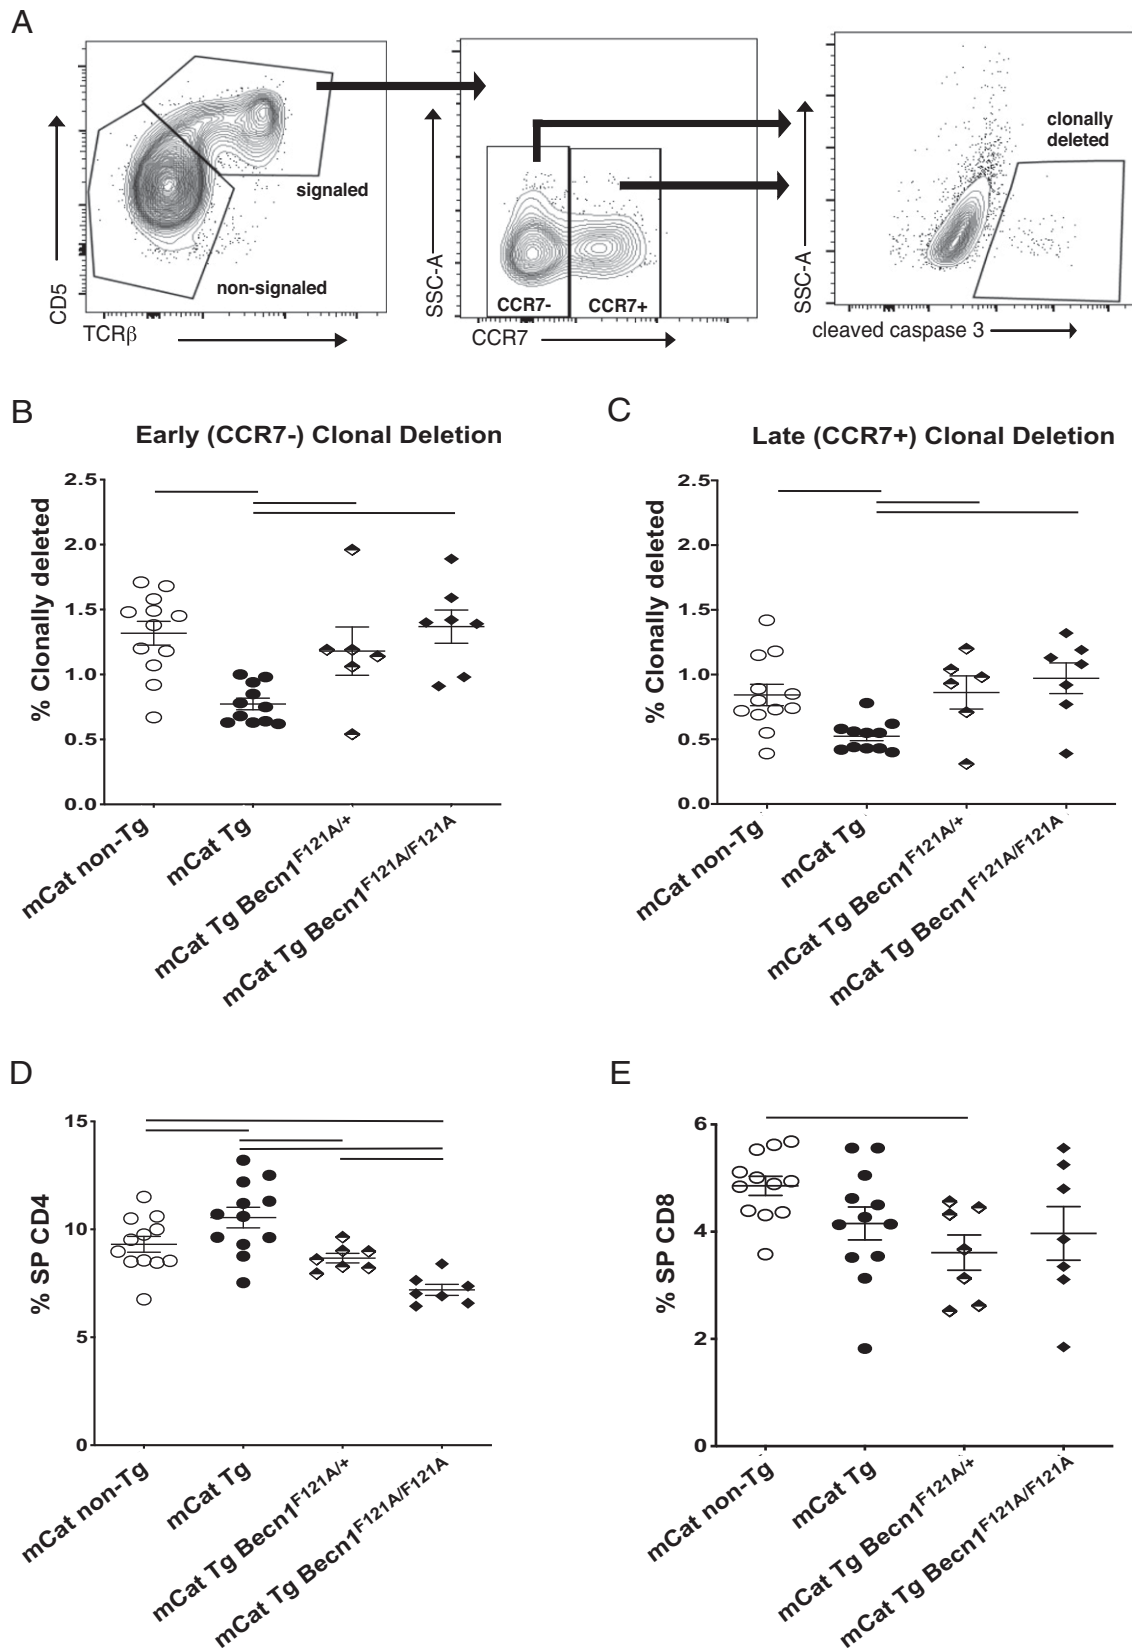 A
CD5
TCRβ
signaled
non-signaled
SSC-A
CCR7-
CCR7+
CCR7
SSC-A
clonally
deleted
cleaved caspase 3
B
Early (CCR7-) Clonal Deletion
% Clonally deleted
2.5
2.0
1.5
1.0
0.5
0.0
mCat non-Tg
mCat Tg
mCat Tg Becn1F121A/+
mCat Tg Becn1F121A/F121A
C
Late (CCR7+) Clonal Deletion
% Clonally deleted
2.5
2.0
1.5
1.0
0.5
0.0
mCat non-Tg
mCat Tg
mCat Tg Becn1F121A/+
mCat Tg Becn1F121A/F121A
D
% SP CD4
15
10
5
0
mCat non-Tg
mCat Tg
mCat Tg Becn1F121A/+
mCat Tg Becn1F121A/F121A
E
% SP CD8
6
4
2
0
mCat non-Tg
mCat Tg
mCat Tg Becn1F121A/+
mCat Tg Becn1F121A/F121A